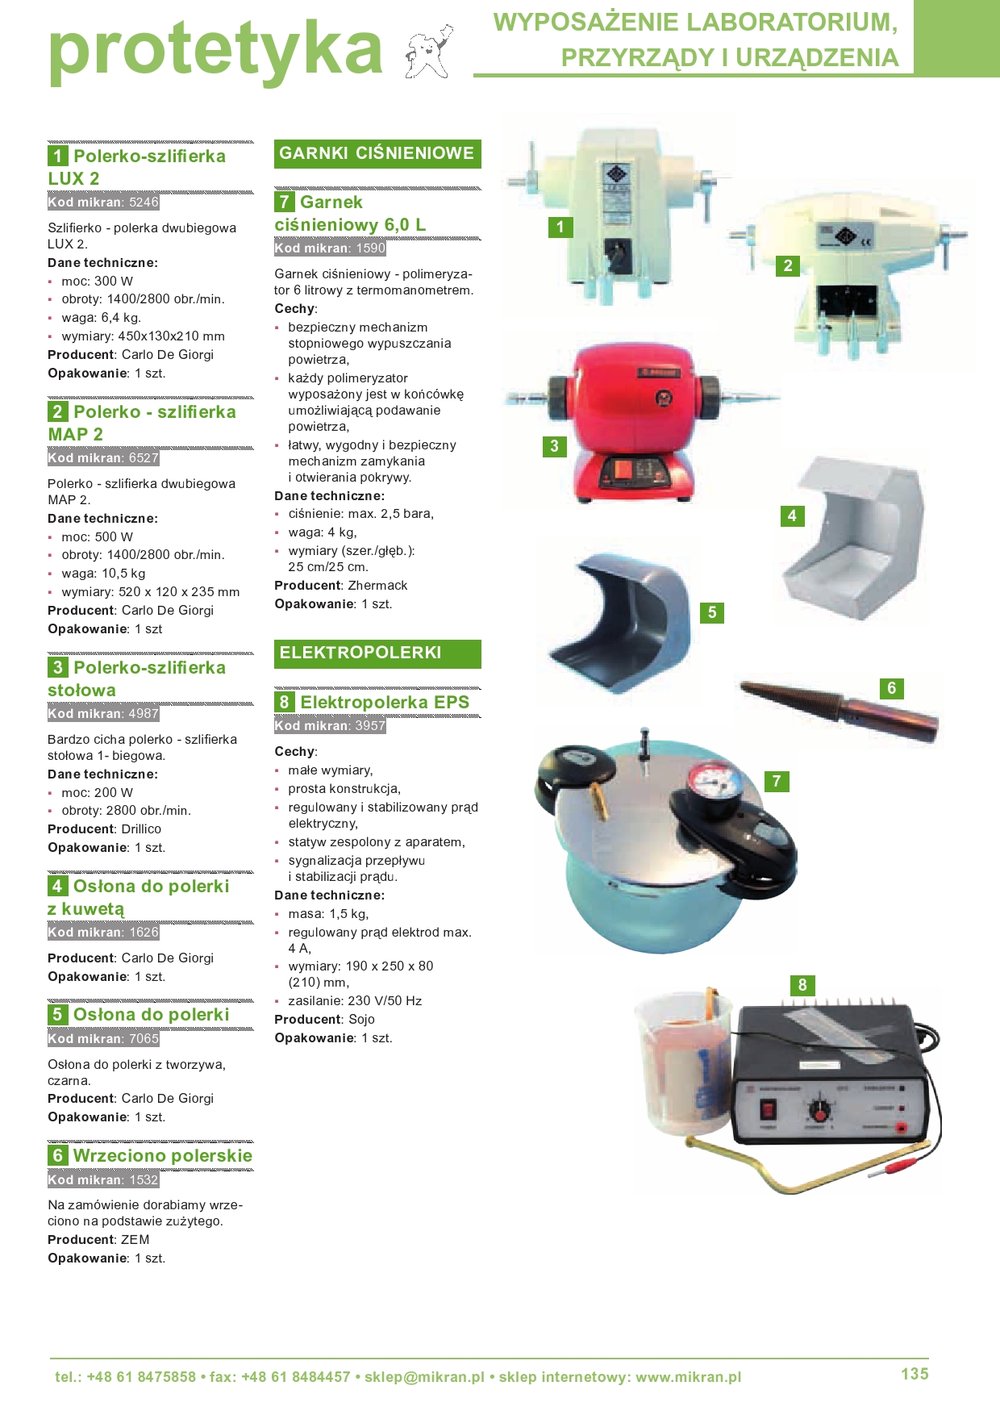 protetyka
WYPOSAŻENIE LABORATORIUM,
PRZYRZĄDY I URZĄDZENIA
1 Polerko-szlifierka
LUX 2
Kod mikran: 5246
Szlifierko - polerka dwubiegowa
LUX 2.
Dane techniczne:
• moc: 300 W
• obroty: 1400/2800 obr./min.
• waga: 6,4 kg.
• wymiary: 450x130x210 mm
Producent: Carlo De Giorgi
Opakowanie: 1 szt.
2 Polerko - szlifierka
MAP 2
Kod mikran: 6527
Polerko - szlifierka dwubiegowa
MAP 2.
Dane techniczne:
• moc: 500 W
• obroty: 1400/2800 obr./min.
• waga: 10,5 kg
• wymiary: 520 x 120 x 235 mm
Producent: Carlo De Giorgi
Opakowanie: 1 szt
3 Polerko-szlifierka
stołowa
Kod mikran: 4987
Bardzo cicha polerko - szlifierka
stołowa 1- biegowa.
Dane techniczne:
• moc: 200 W
• obroty: 2800 obr./min.
Producent: Drillico
Opakowanie: 1 szt.
4 Osłona do polerki
z kuwetą
Kod mikran: 1626
Producent: Carlo De Giorgi
Opakowanie: 1 szt.
5 Osłona do polerki
Kod mikran: 7065
Osłona do polerki z tworzywa,
czarna.
Producent: Carlo De Giorgi
Opakowanie: 1 szt.
6 Wrzeciono polerskie
Kod mikran: 1532
Na zamówienie dorabiamy wrze-
ciono na podstawie zużytego.
Producent: ZEM
Opakowanie: 1 szt.
GARNKI CIŚNIENIOWE
7 Garnek
ciśnieniowy 6,0 L
Kod mikran: 1590
Garnek ciśnieniowy - polimeryza-
tor 6 litrowy z termomanometrem.
Cechy:
• bezpieczny mechanizm
stopniowego wypuszczania
powietrza,
• każdy polimeryzator
wyposażony jest w końcówkę
umożliwiającą podawanie
powietrza,
• łatwy, wygodny i bezpieczny
mechanizm zamykania
i otwierania pokrywy.
Dane techniczne:
• ciśnienie: max. 2,5 bara,
• waga: 4 kg,
• wymiary (szer./głęb.):
25 cm/25 cm.
Producent: Zhermack
Opakowanie: 1 szt.
ELEKTROPOLERKI
8 Elektropolerka EPS
Kod mikran: 3957
Cechy:
• małe wymiary,
• prosta konstrukcja,
• regulowany i stabilizowany prąd
elektryczny,
• statyw zespolony z aparatem,
• sygnalizacja przepływu
i stabilizacji prądu.
Dane techniczne:
• masa: 1,5 kg,
• regulowany prąd elektrod max.
4 A,
• wymiary: 190 x 250 x 80
(210) mm,
• zasilanie: 230 V/50 Hz
Producent: Sojo
Opakowanie: 1 szt.
1
2
3
4
5
6
7
8
tel.: +48 61 8475858 • fax: +48 61 8484457 • sklep@mikran.pl • sklep internetowy: www.mikran.pl
135